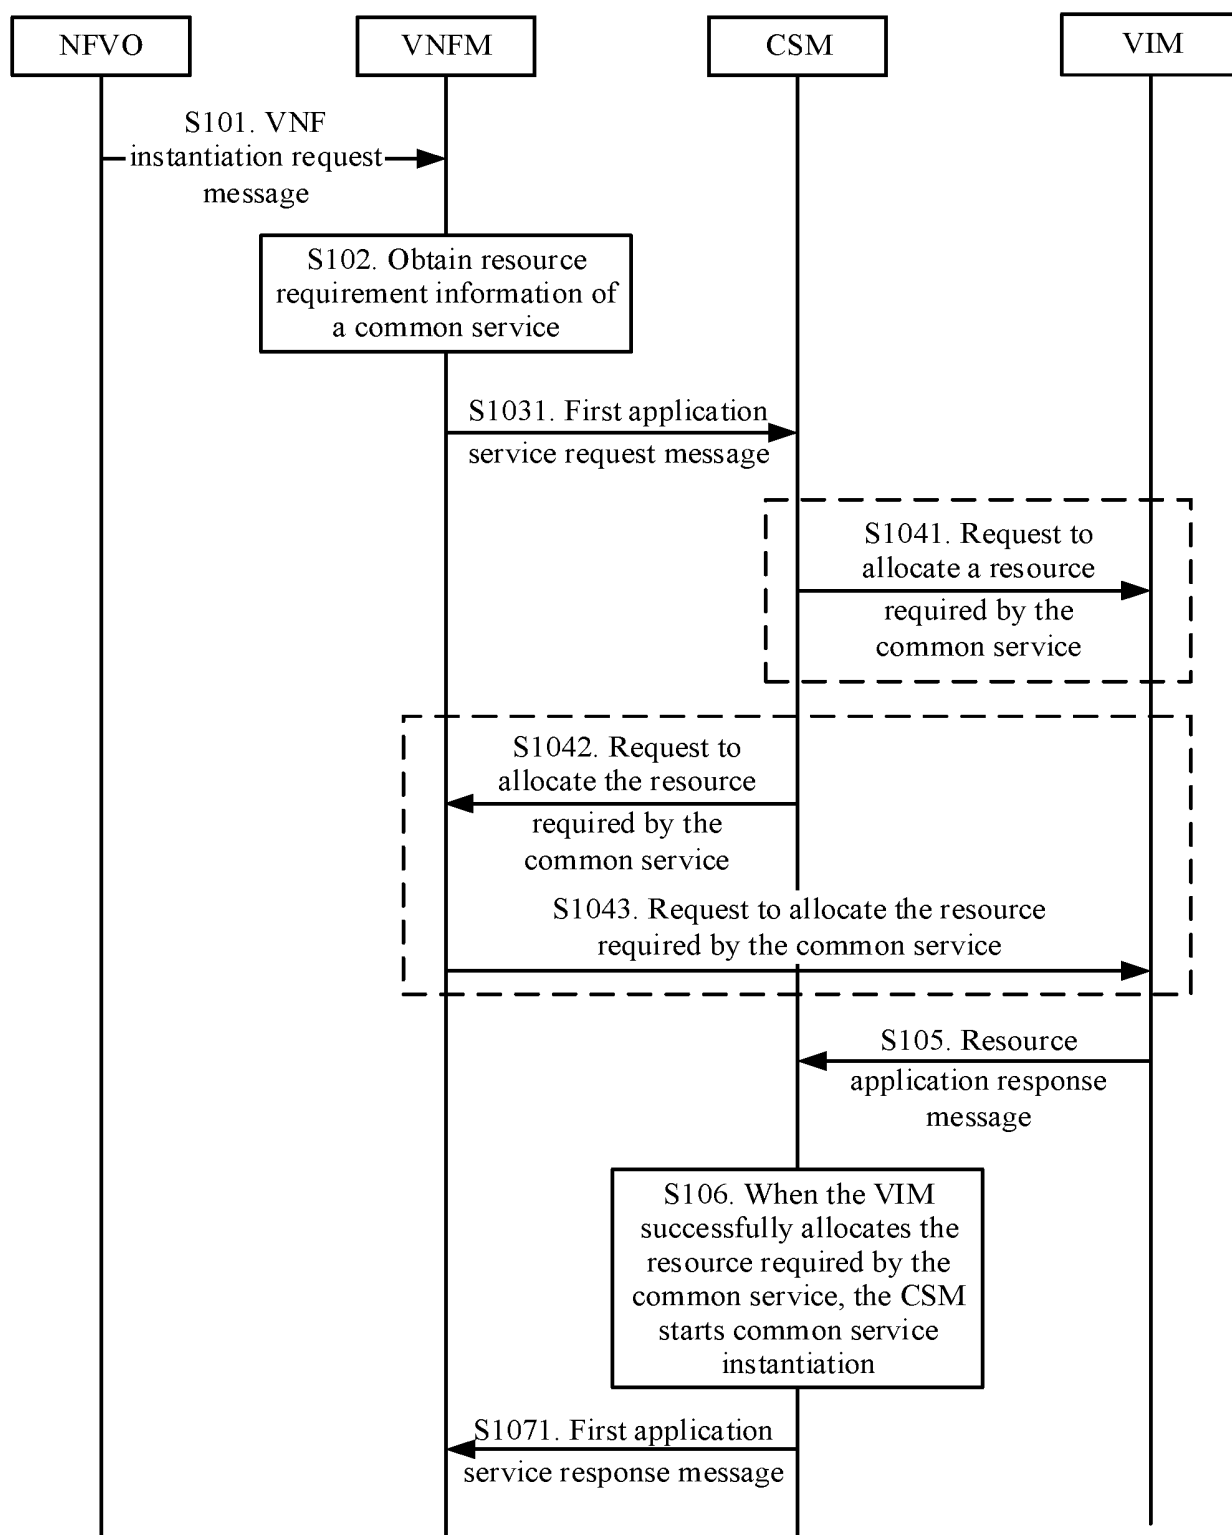 NFVO
VNFM
CSM
VIM
S101. VNF
instantiation request
message
S102. Obtain resource
requirement information of
a common service
S1031. First application
service request message
S1041. Request to
allocate a resource
required by the
common service
S1042. Request to
allocate the resource
required by the
common service
S1043. Request to allocate the resource
required by the common service
S105. Resource
application response
message
S106. When the VIM
successfully allocates the
resource required by the
common service, the CSM
starts common service
instantiation
S1071. First application
service response message